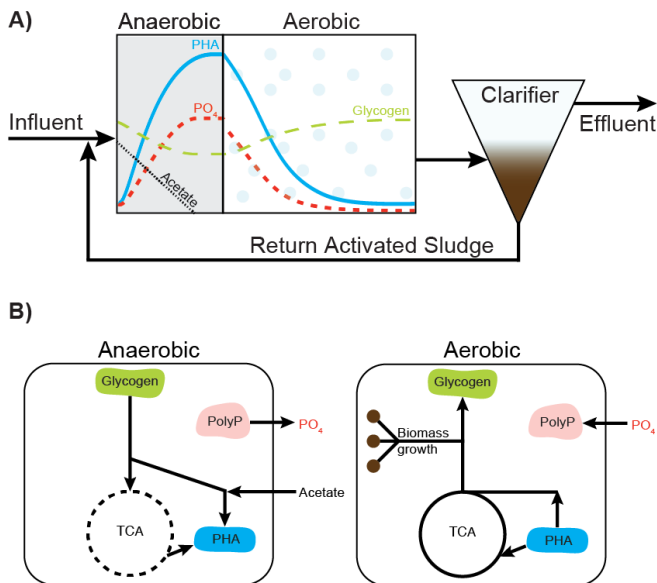 A)
Anaerobic
Aerobic
PHA
PO4
Glycogen
Acetate
Influent
Clarifier
Effluent
Return Activated Sludge
B)
Anaerobic
Glycogen
PolyP
PO4
Acetate
TCA
PHA
Aerobic
Glycogen
Biomass
growth
PolyP
PO4
TCA
PHA